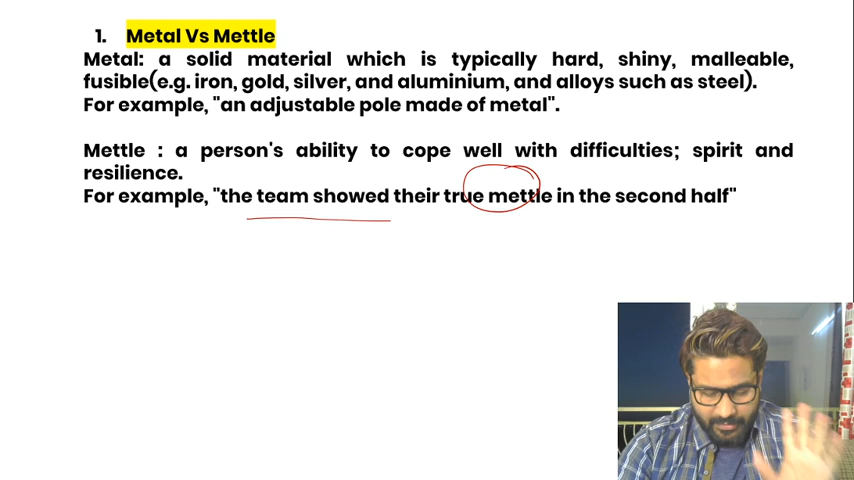 1. Metal Vs Mettle
Metal: a solid material which is typically hard, shiny, malleable,
fusible(e.g. iron, gold, silver, and aluminium, and alloys such as steel).
For example, "an adjustable pole made of metal".
Mettle : a person's ability to cope well with difficulties; spirit and
resilience.
For example, "the team showed their true mettle in the second half"